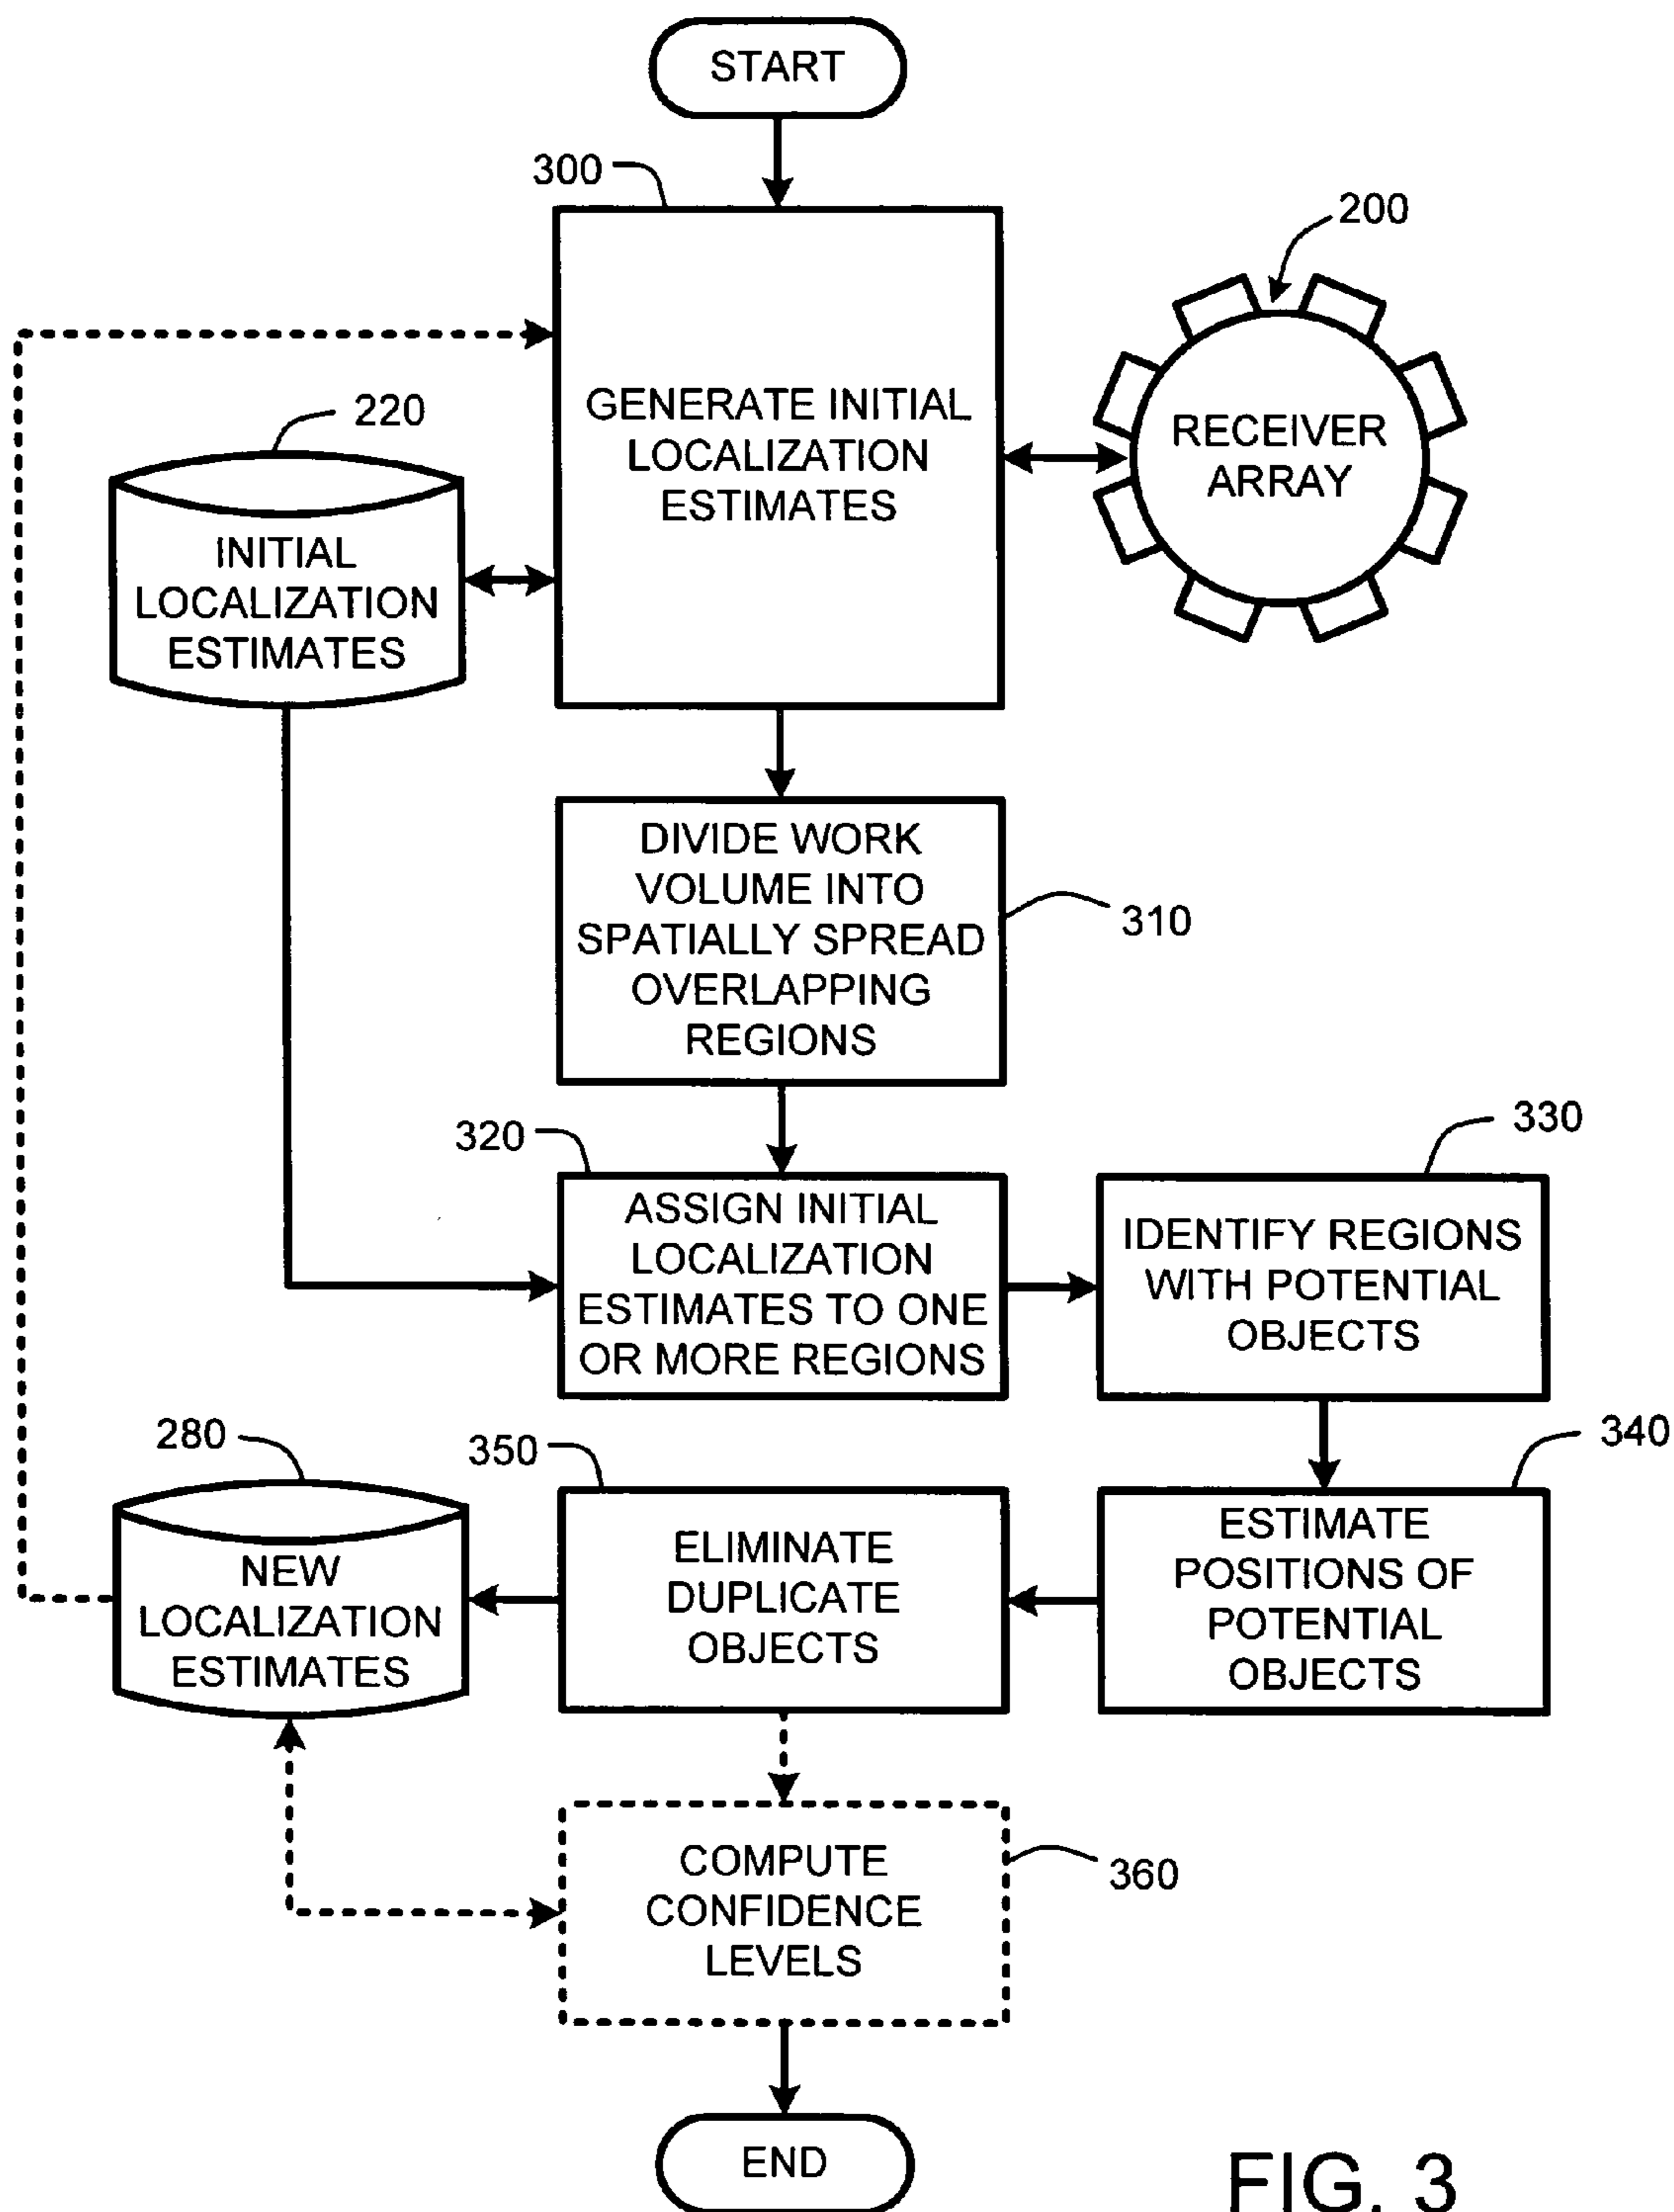 START
300
200
GENERATE INITIAL
LOCALIZATION
ESTIMATES
RECEIVER
ARRAY
220
INITIAL
LOCALIZATION
ESTIMATES
DIVIDE WORK
VOLUME INTO
SPATIALLY SPREAD
OVERLAPPING
REGIONS
310
320
ASSIGN INITIAL
LOCALIZATION
ESTIMATES TO ONE
OR MORE REGIONS
330
IDENTIFY REGIONS
WITH POTENTIAL
OBJECTS
340
ESTIMATE
POSITIONS OF
POTENTIAL
OBJECTS
350
ELIMINATE
DUPLICATE
OBJECTS
280
NEW
LOCALIZATION
ESTIMATES
COMPUTE
CONFIDENCE
LEVELS
360
END
FIG. 3